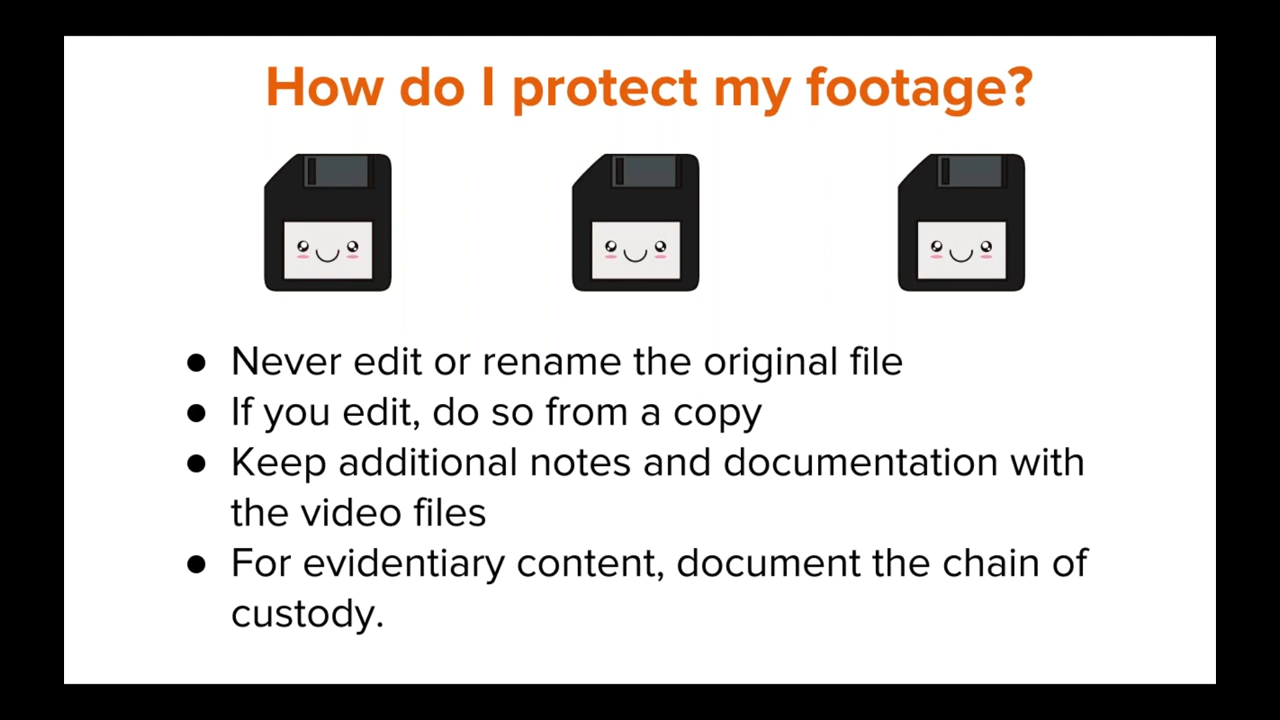 How do I protect my footage?
● Never edit or rename the original file
● If you edit, do so from a copy
● Keep additional notes and documentation with
the video files
● For evidentiary content, document the chain of
custody.